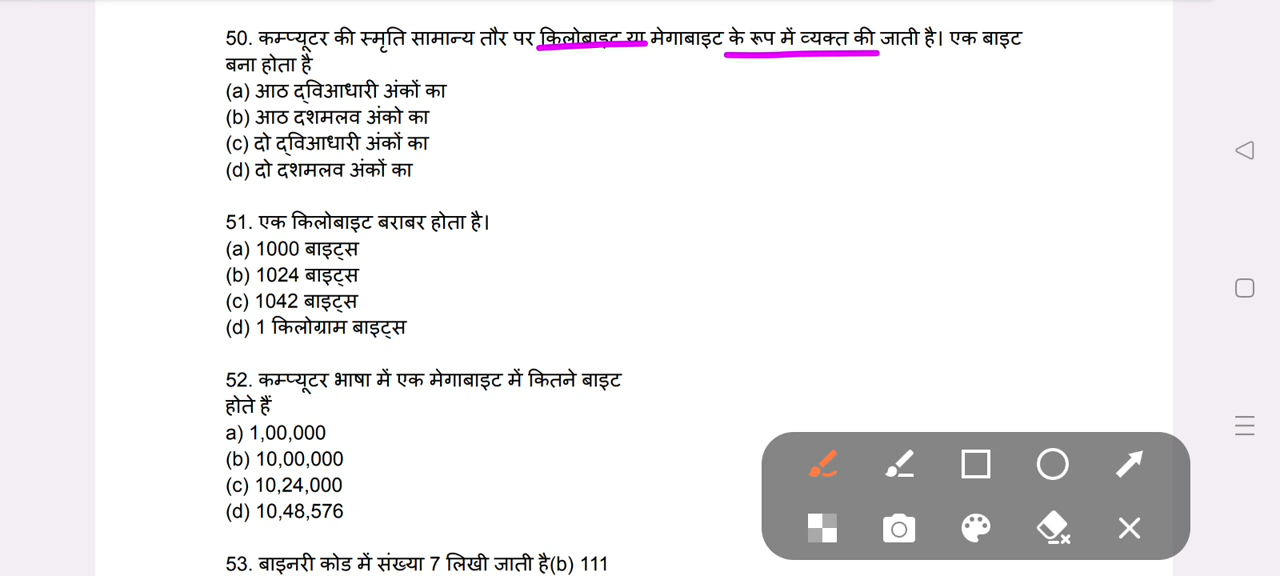 50. कम्प्यूटर की स्मृति सामान्य तौर पर किलोबाइट या मेगाबाइट के रूप में व्यक्त की जाती है। एक बाइट
बना होता है
(a) आठ द्विआधारी अंकों का
(b) आठ दशमलव अंको का
(c) दो द्विआधारी अंकों का
(d) दो दशमलव अंकों का
51. एक किलोबाइट बराबर होता है।
(a) 1000 बाइट्स
(b) 1024 बाइट्स
(c) 1042 बाइट्स
(d) 1 किलोग्राम बाइट्स
52. कम्प्यूटर भाषा में एक मेगाबाइट में कितने बाइट
होते हैं
a) 1,00,000
(b) 10,00,000
(c) 10,24,000
(d) 10,48,576
53. बाइनरी कोड में संख्या 7 लिखी जाती है(b) 111